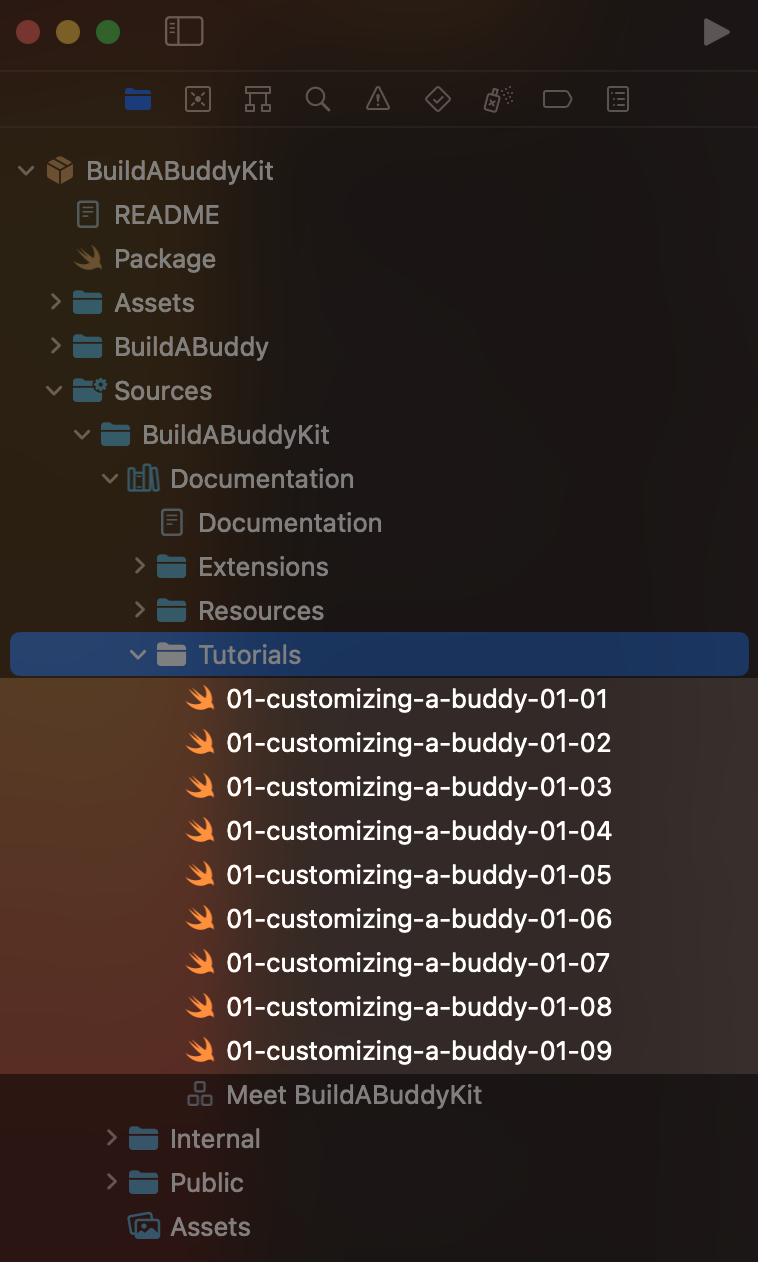 BuildABuddyKit
README
Package
Assets
BuildABuddy
Sources
BuildABuddyKit
Documentation
Documentation
Extensions
Resources
Tutorials
01-customizing-a-buddy-01-01
01-customizing-a-buddy-01-02
01-customizing-a-buddy-01-03
01-customizing-a-buddy-01-04
01-customizing-a-buddy-01-05
01-customizing-a-buddy-01-06
01-customizing-a-buddy-01-07
01-customizing-a-buddy-01-08
01-customizing-a-buddy-01-09
Meet BuildABuddyKit
Internal
Public
Assets